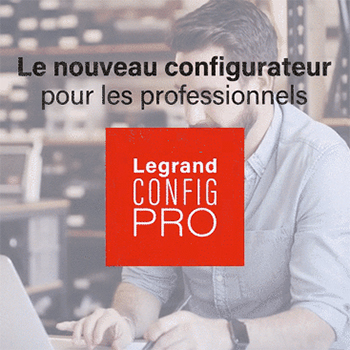 Le nouveau configurateur
pour les professionnels
Legrand
CONFIG
PRO